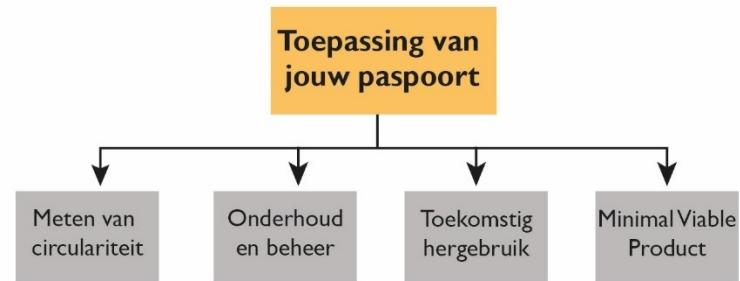 Toepassing van
jouw paspoort
Meten van
circulariteit
Onderhoud
en beheer
Toekomstig
hergebruik
Minimal Viable
Product